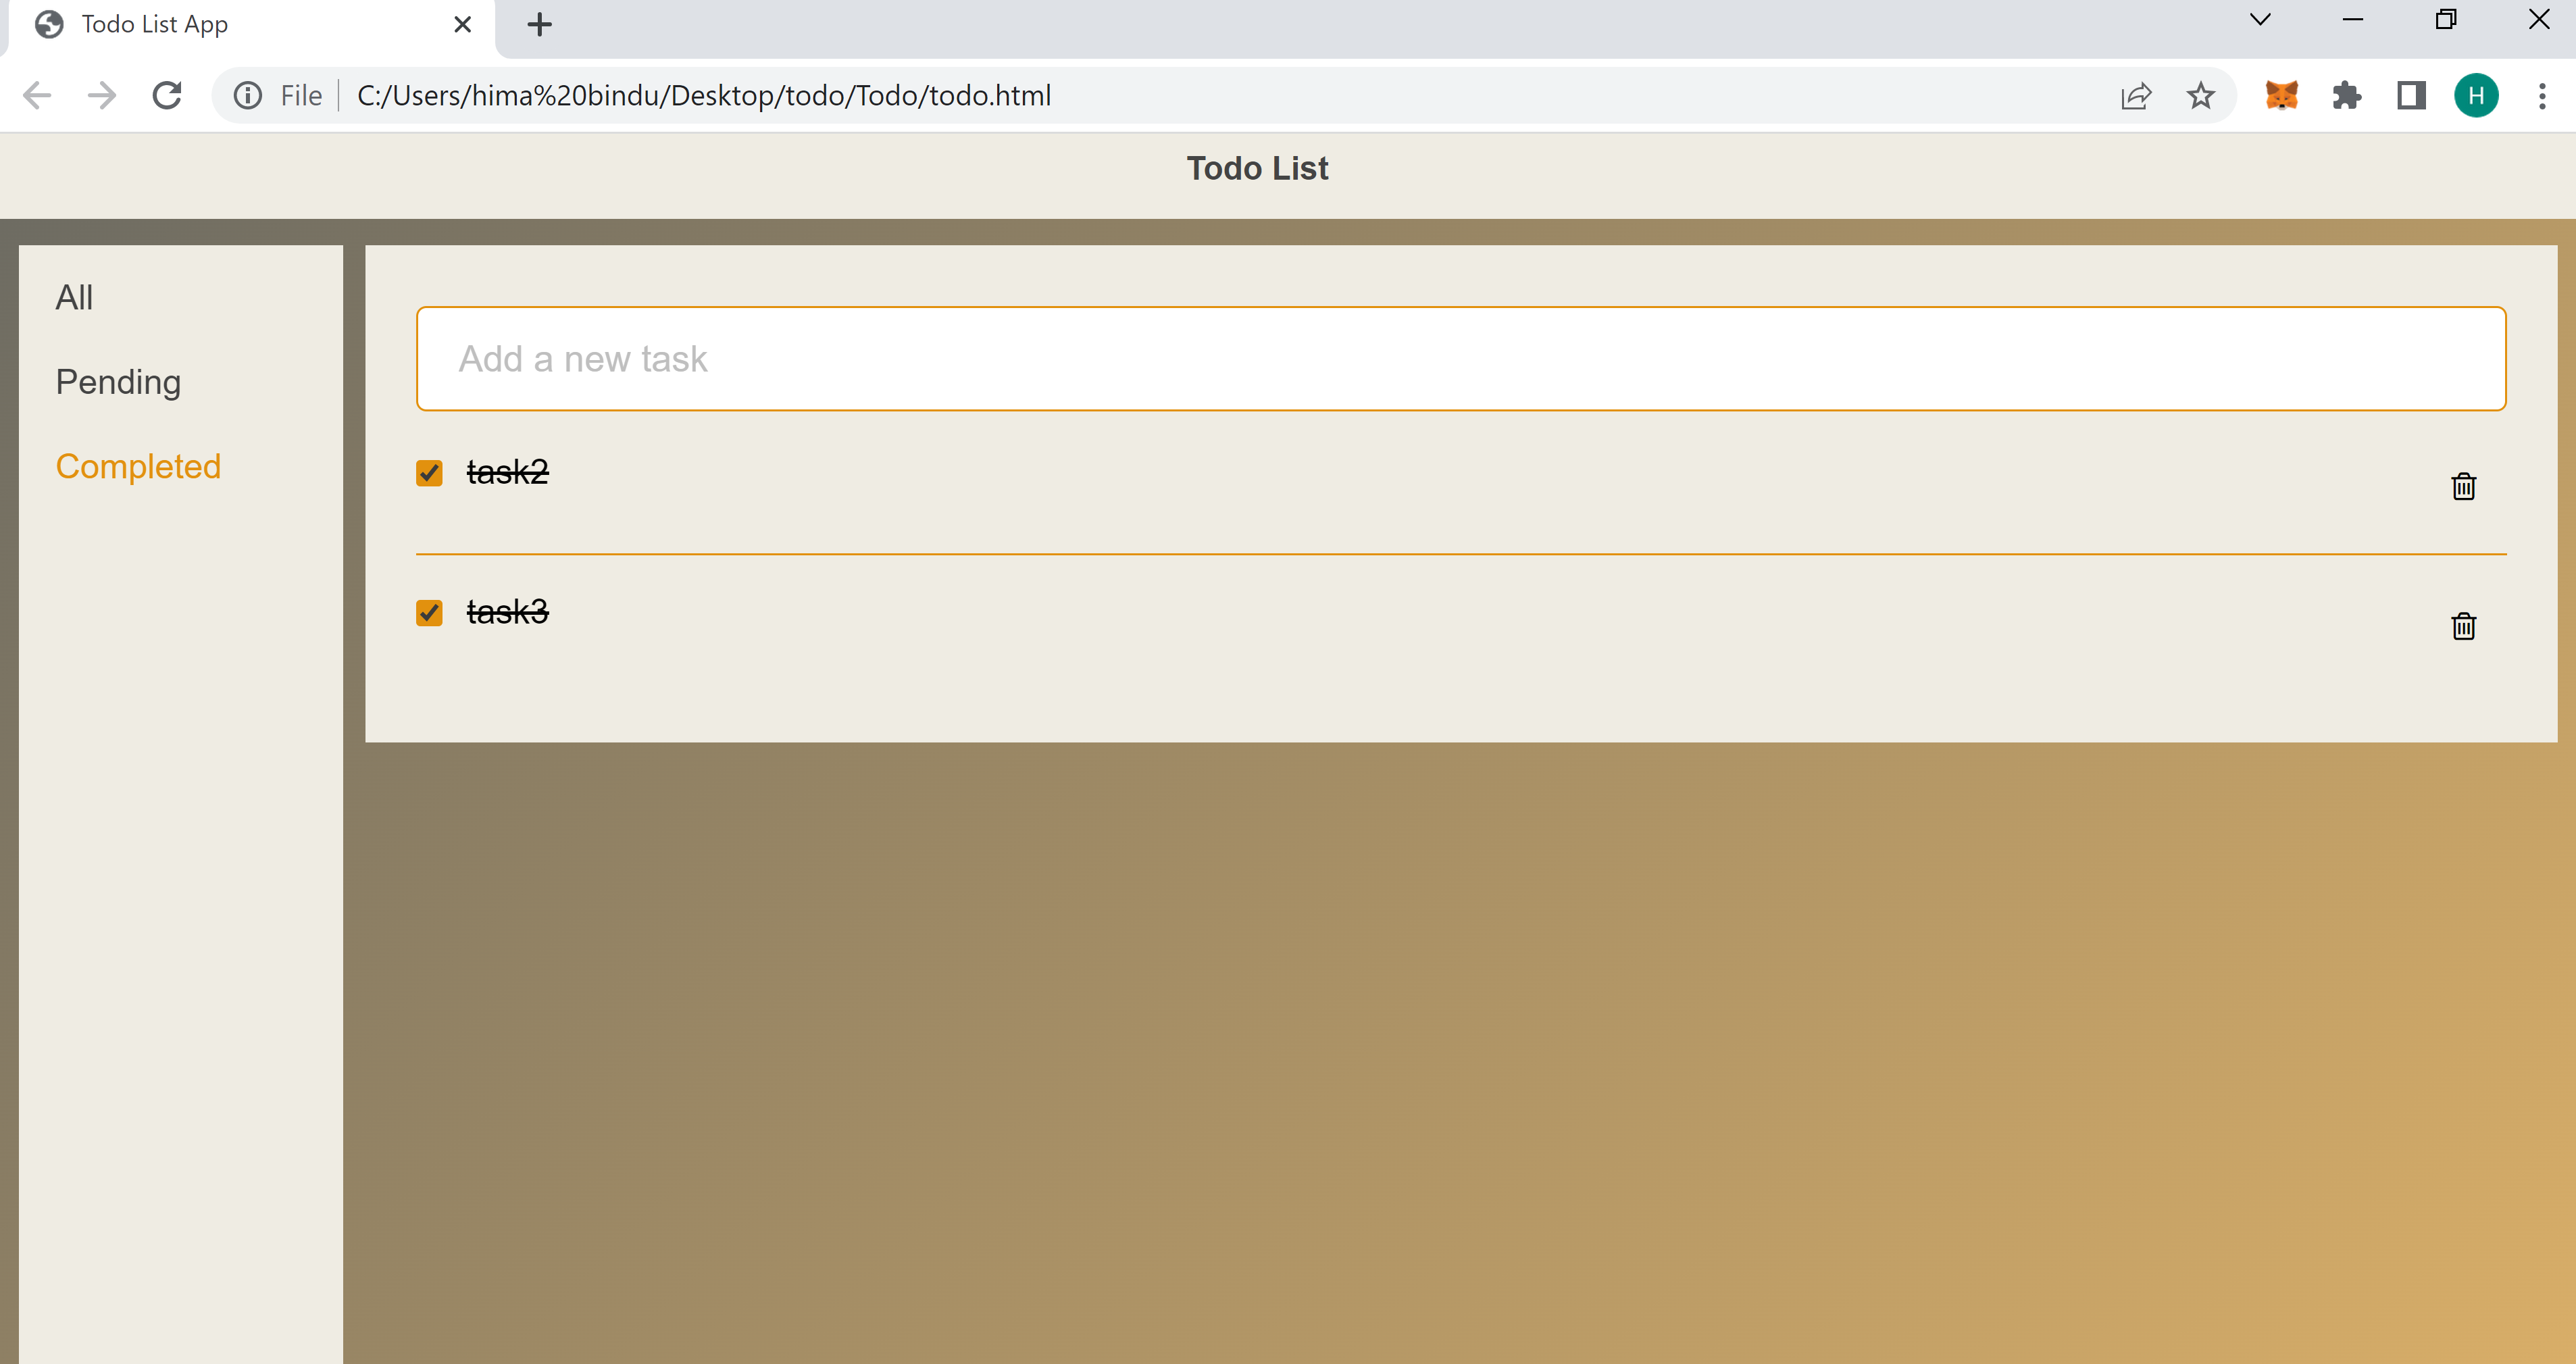 Todo List App
File C:/Users/hima%20bindu/Desktop/todo/Todo/todo.html
H
Todo List
All
Pending
Completed
Add a new task
task2
task3